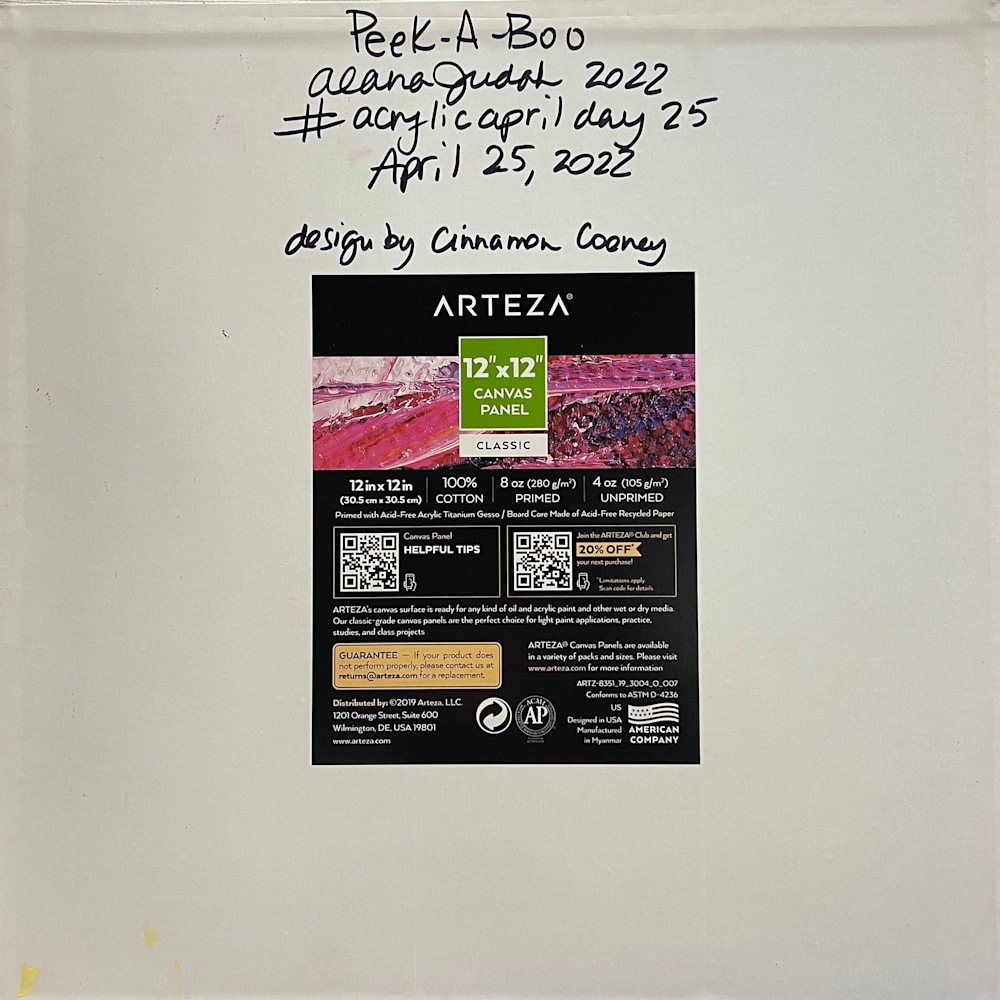 Peek-A-Boo
Alana Judah 2022
#acrylicapril day 25
April 25, 2022
design by Cinnamon Cooney
ARTEZA®
12"x12"
CANVAS
PANEL
CLASSIC
12 in x 12 in
(30.5 cm x 30.5 cm)
100%
COTTON
8 oz (280 g/m²)
PRIMED
4 oz (105 g/m²)
UNPRIMED
Primed with Acid-Free Acrylic Titanium Gesso / Board Core Made of Acid-Free Recycled Paper
Canvas Panel
HELPFUL TIPS
Join the ARTEZA® Club and get
20% OFF*
your next purchase!
*Limitations apply.
Scan code for details.
ARTEZA's canvas surface is ready for any kind of oil and acrylic paint and other wet or dry media.
Our classic-grade canvas panels are the perfect choice for light paint applications, practice,
studies, and class projects
GUARANTEE — If your product does
not perform properly, please contact us at
returns@arteza.com for a replacement.
ARTEZA® Canvas Panels are available
in a variety of packs and sizes. Please visit
www.arteza.com for more information
ARTZ-8351_19_3004_0_007
Conforms to ASTM D-4236
Distributed by: ©2019 Arteza, LLC.
1201 Orange Street, Suite 600
Wilmington, DE, USA 19801
www.arteza.com
ACMI
AP
US
Designed in USA
Manufactured
in Myanmar
AMERICAN
COMPANY